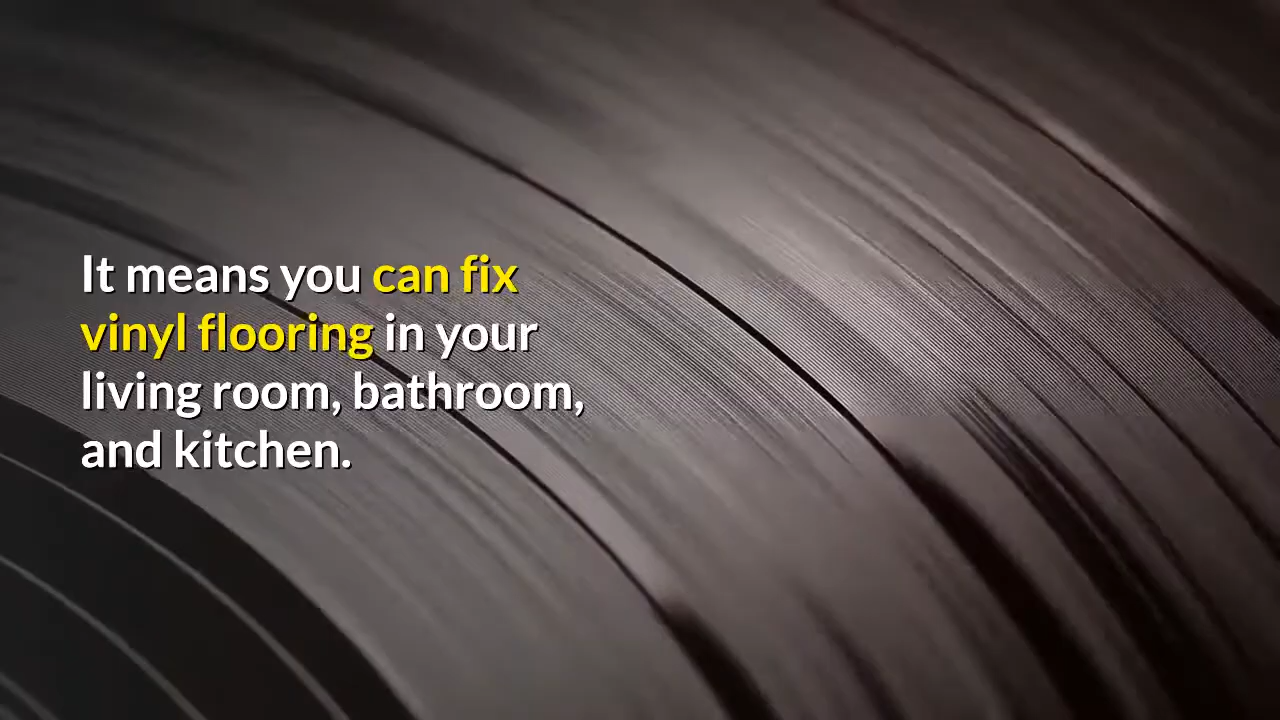 It means you can fix
vinyl flooring in your
living room, bathroom,
and kitchen.